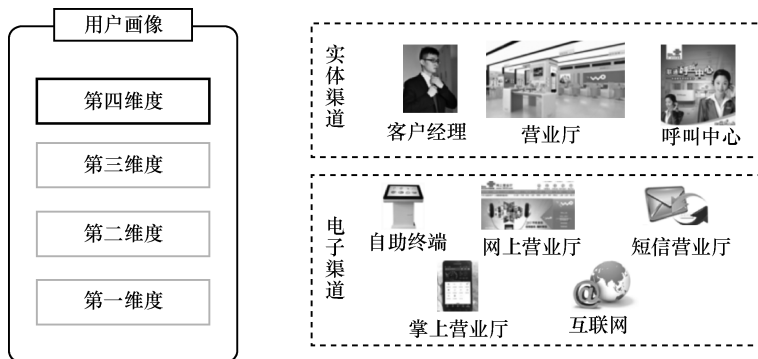 用户画像
第四维度
第三维度
第二维度
第一维度
实体渠道
客户经理
营业厅
呼叫中心
电子渠道
自助终端
网上营业厅
短信营业厅
掌上营业厅
互联网